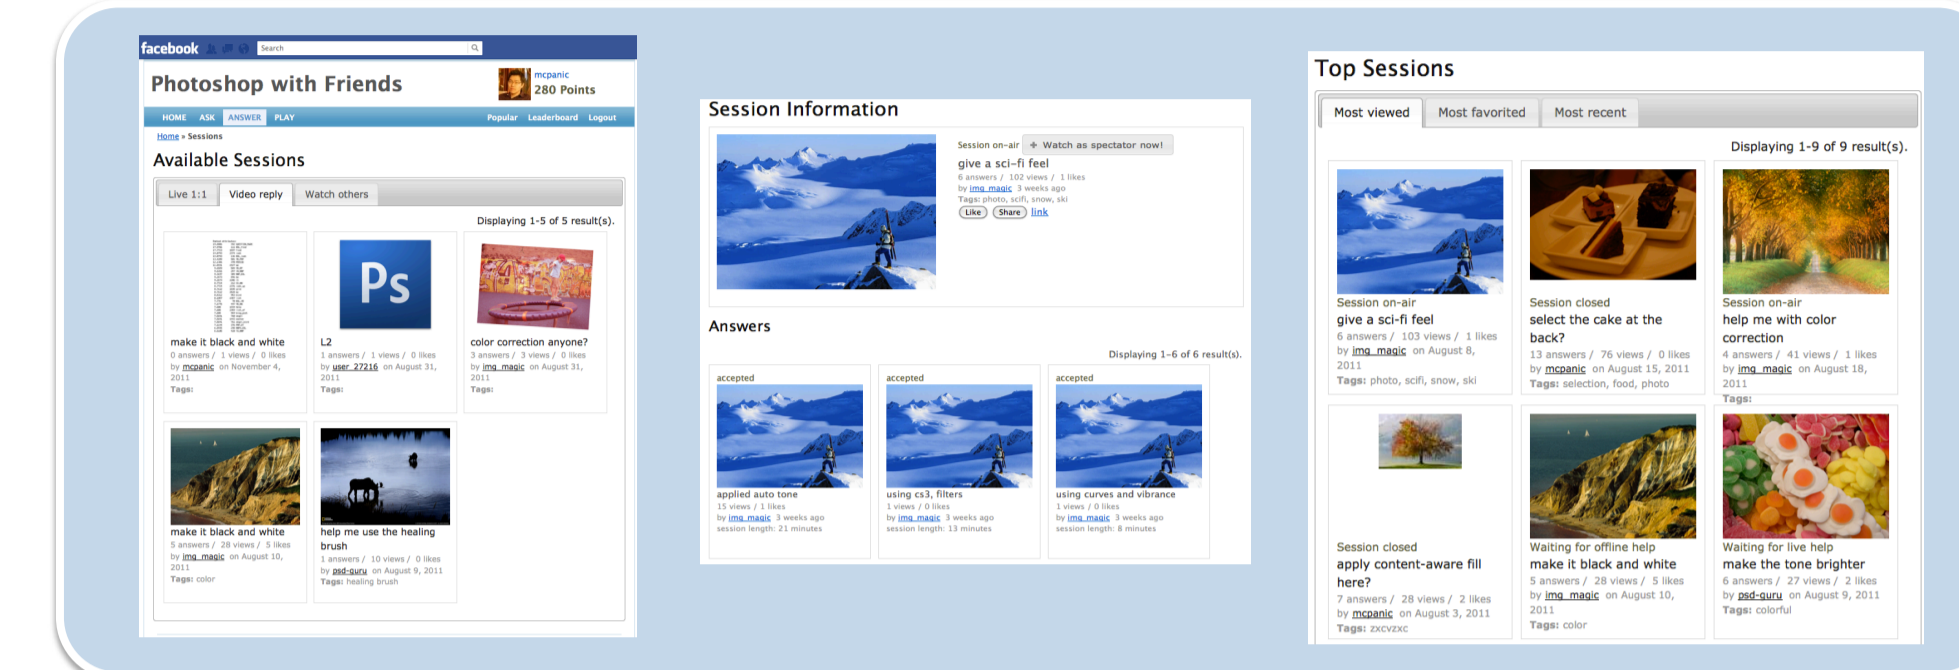 facebook
Search
Photoshop with Friends
mcpanic
280 Points
HOME ASK ANSWER PLAY
Popular Leaderboard Logout
Home » Sessions
Available Sessions
Live 1:1 Video reply Watch others
Displaying 1-5 of 5 result(s).
make it black and white
0 answers / 1 views / 0 likes
by mcpanic on November 4,
2011
Tags:
Ps
L2
1 answers / 1 views / 0 likes
by user_27216 on August 31,
2011
Tags:
color correction anyone?
3 answers / 3 views / 0 likes
by img_magic on August 31,
2011
Tags:
make it black and white
5 answers / 28 views / 5 likes
by img_magic on August 10,
2011
Tags: color
help me use the healing
brush
1 answers / 10 views / 0 likes
by psd-guru on August 9, 2011
Tags: healing brush
Session Information
Session on-air + Watch as spectator now!
give a sci-fi feel
6 answers / 102 views / 1 likes
by img_magic 3 weeks ago
Tags: photo, scifi, snow, ski
Like Share link
Answers
Displaying 1-6 of 6 result(s).
accepted
applied auto tone
15 views / 1 likes
by img_magic 3 weeks ago
session length: 21 minutes
accepted
using cs3, filters
1 views / 0 likes
by img_magic 3 weeks ago
session length: 13 minutes
accepted
using curves and vibrance
1 views / 0 likes
by img_magic 3 weeks ago
session length: 8 minutes
Top Sessions
Most viewed Most favorited Most recent
Displaying 1-9 of 9 result(s).
Session on-air
give a sci-fi feel
6 answers / 103 views / 1 likes
by img_magic on August 8,
2011
Tags: photo, scifi, snow, ski
Session closed
select the cake at the
back?
13 answers / 76 views / 0 likes
by mcpanic on August 15, 2011
Tags: selection, food, photo
Session on-air
help me with color
correction
4 answers / 41 views / 1 likes
by img_magic on August 18,
2011
Tags:
Session closed
apply content-aware fill
here?
7 answers / 28 views / 2 likes
by mcpanic on August 3, 2011
Tags: zxcvzxc
Waiting for offline help
make it black and white
5 answers / 28 views / 5 likes
by img_magic on August 10,
2011
Tags: color
Waiting for live help
make the tone brighter
6 answers / 27 views / 2 likes
by psd-guru on August 9, 2011
Tags: colorful